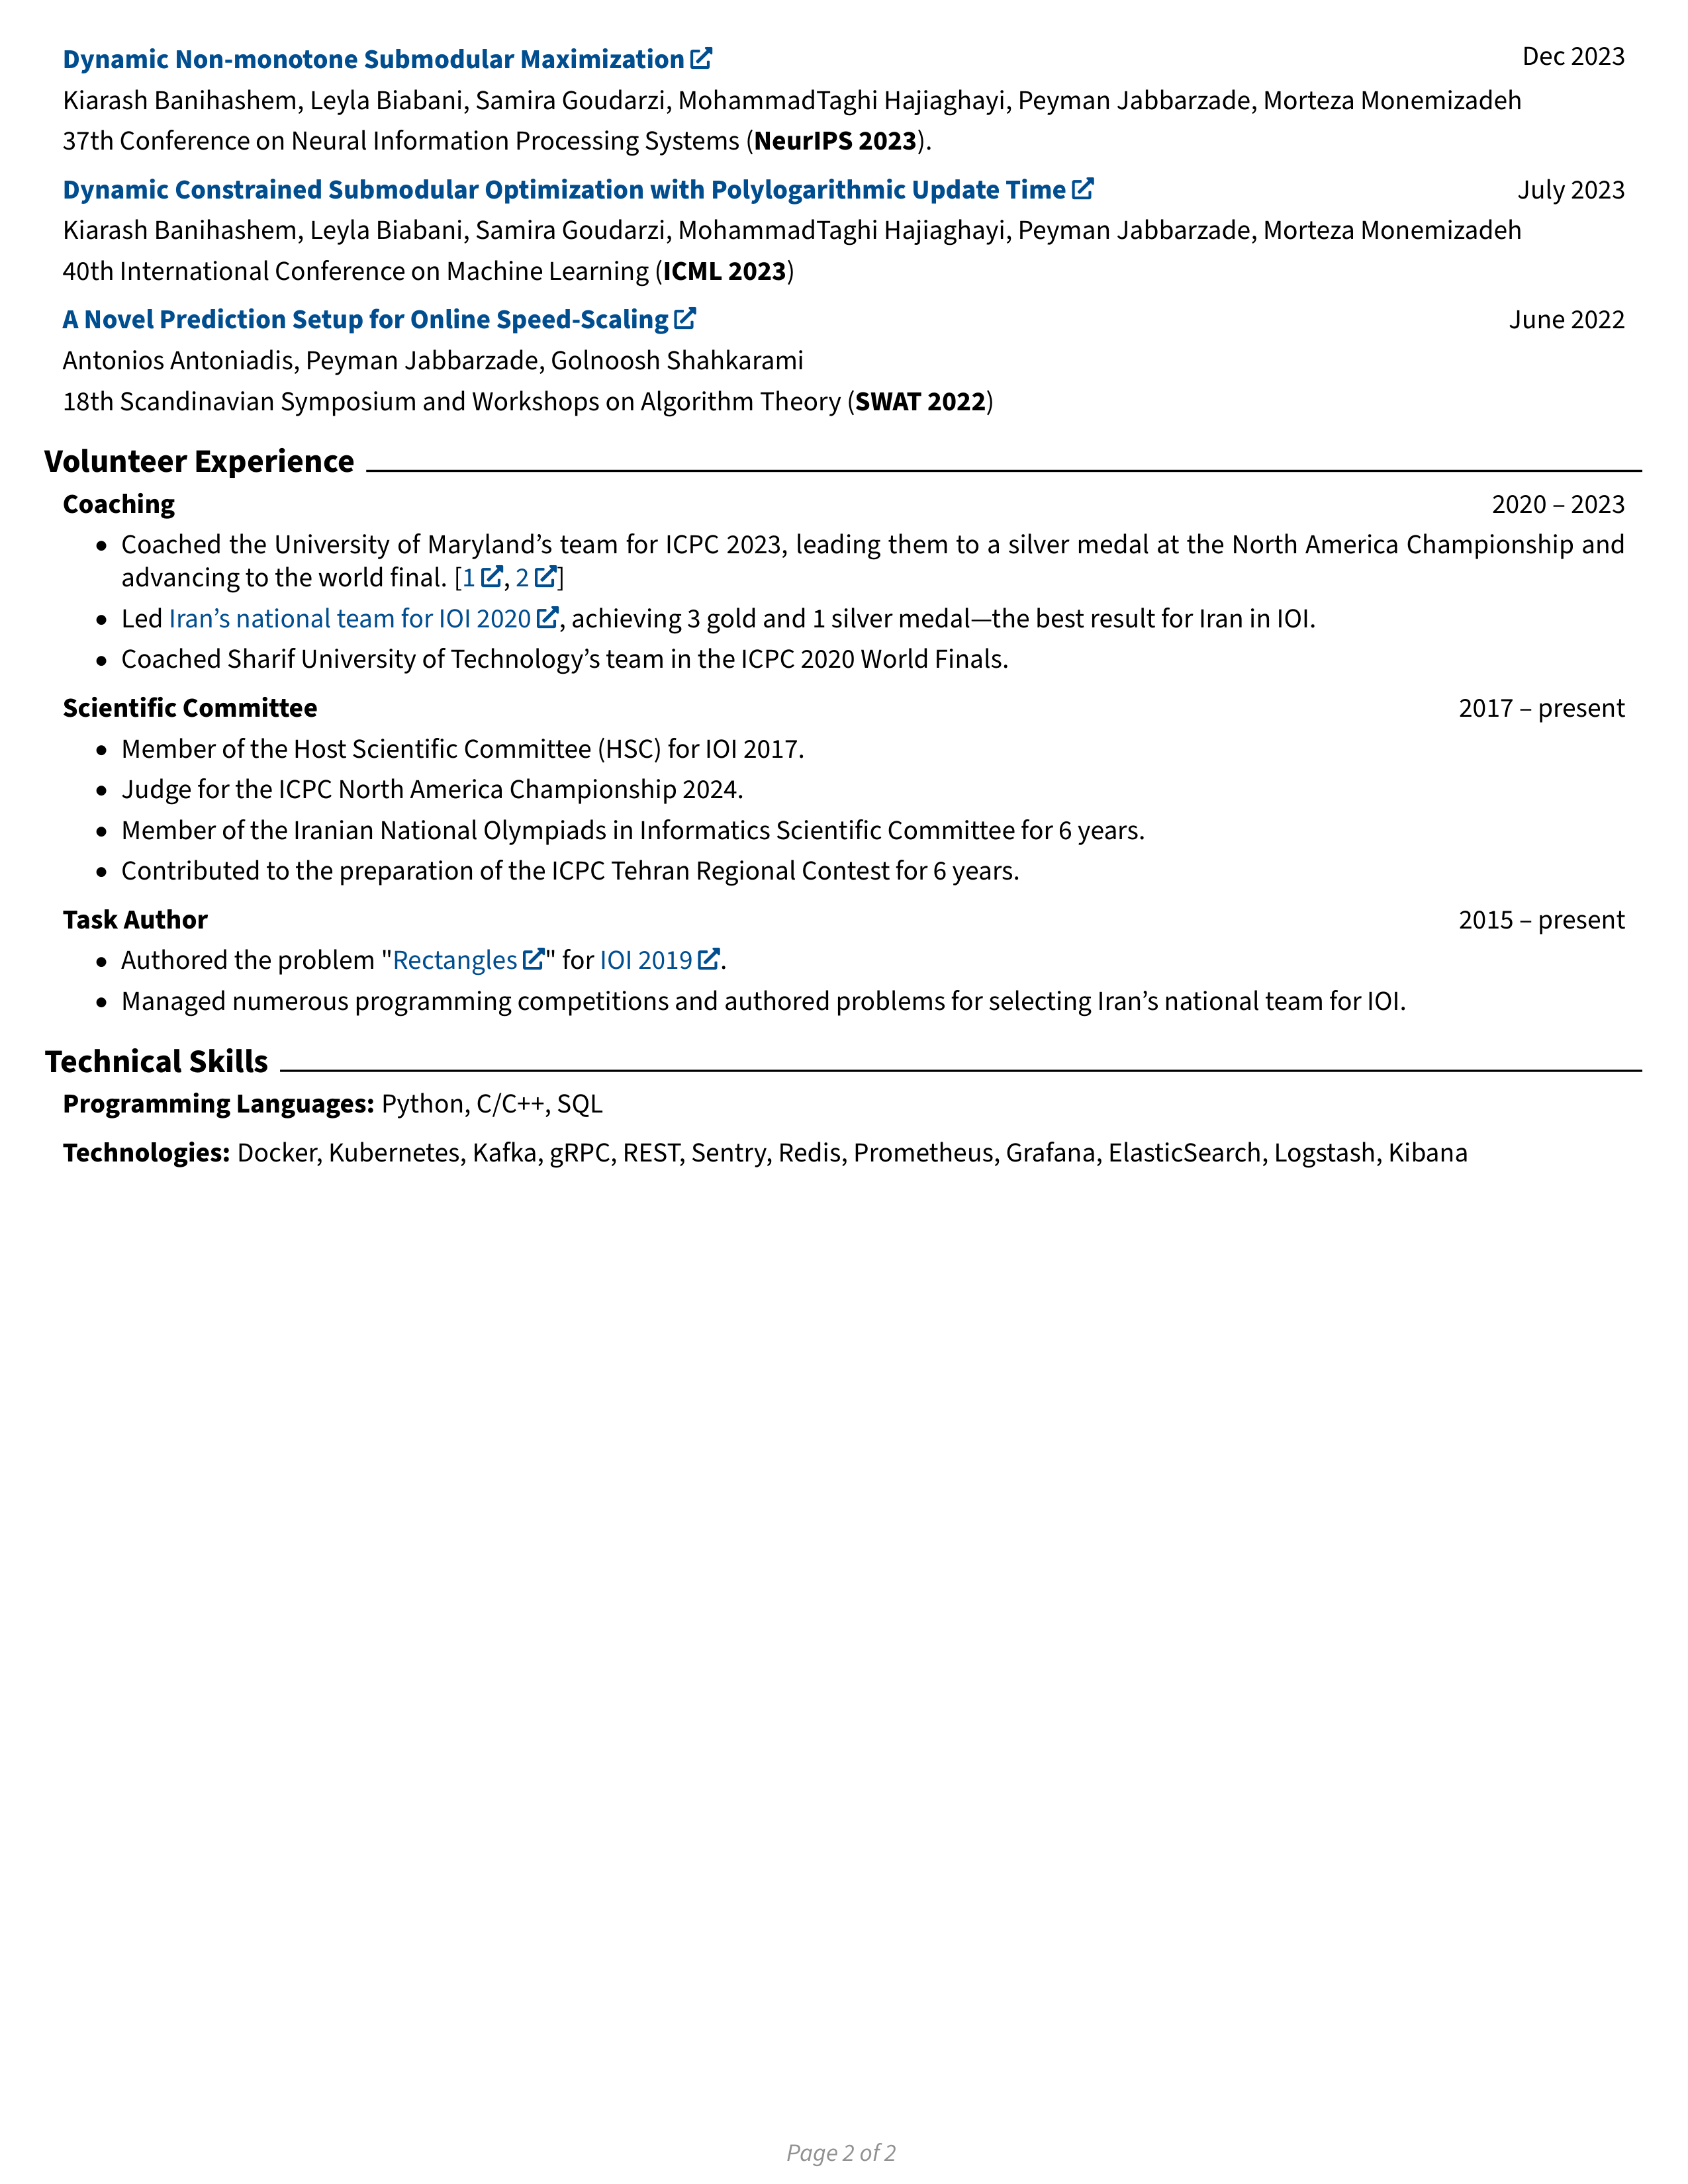 Dynamic Non-monotone Submodular Maximization Dec 2023
Kiarash Banihashem, Leyla Biabani, Samira Goudarzi, MohammadTaghi Hajiaghayi, Peyman Jabbarzade, Morteza Monemizadeh
37th Conference on Neural Information Processing Systems (NeurIPS 2023).
Dynamic Constrained Submodular Optimization with Polylogarithmic Update Time July 2023
Kiarash Banihashem, Leyla Biabani, Samira Goudarzi, MohammadTaghi Hajiaghayi, Peyman Jabbarzade, Morteza Monemizadeh
40th International Conference on Machine Learning (ICML 2023)
A Novel Prediction Setup for Online Speed-Scaling June 2022
Antonios Antoniadis, Peyman Jabbarzade, Golnoosh Shahkarami
18th Scandinavian Symposium and Workshops on Algorithm Theory (SWAT 2022)
Volunteer Experience
Coaching 2020 – 2023
• Coached the University of Maryland’s team for ICPC 2023, leading them to a silver medal at the North America Championship and
advancing to the world final. [1, 2]
• Led Iran’s national team for IOI 2020, achieving 3 gold and 1 silver medal—the best result for Iran in IOI.
• Coached Sharif University of Technology’s team in the ICPC 2020 World Finals.
Scientific Committee 2017 – present
• Member of the Host Scientific Committee (HSC) for IOI 2017.
• Judge for the ICPC North America Championship 2024.
• Member of the Iranian National Olympiads in Informatics Scientific Committee for 6 years.
• Contributed to the preparation of the ICPC Tehran Regional Contest for 6 years.
Task Author 2015 – present
• Authored the problem "Rectangles" for IOI 2019.
• Managed numerous programming competitions and authored problems for selecting Iran’s national team for IOI.
Technical Skills
Programming Languages: Python, C/C++, SQL
Technologies: Docker, Kubernetes, Kafka, gRPC, REST, Sentry, Redis, Prometheus, Grafana, ElasticSearch, Logstash, Kibana
Page 2 of 2